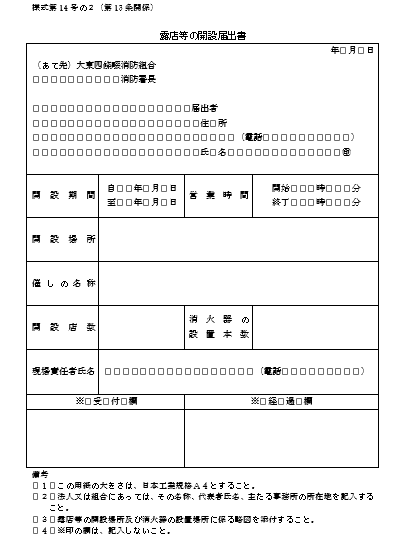 様式第14号の2（第13条関係）
露店等の開設届出書
年□月□日
（あて先）大東四條畷消防組合
□□□□□□□□□□消防署長
□□□□□□□□□□□□□□□□□□届出者
□□□□□□□□□□□□□□□□□□□住□所
□□□□□□□□□□□□□□□□□□□□□□□（電話□□□□□□□□□□）
□□□□□□□□□□□□□□□□□□□氏□名□□□□□□□□□□□□□㊞
開設期間 自□□年□月□日 営業時間 開始□□□時□□□分
至□□年□月□日 終了□□□時□□□分
開設場所
催しの名称
開設店数 消火器の
設置本数
現場責任者氏名 □□□□□□□□□□□□□□□□□（電話□□□□□□□□□）
※□受□付□欄 ※□経□過□欄
備考
□1□この用紙の大きさは、日本工業規格A4とすること。
□2□法人又は組合にあっては、その名称、代表者氏名、主たる事務所の所在地を記入する
こと。
□3□露店等の開設場所及び消火器の設置場所に係る略図を添付すること。
□4□※印の欄は、記入しないこと。